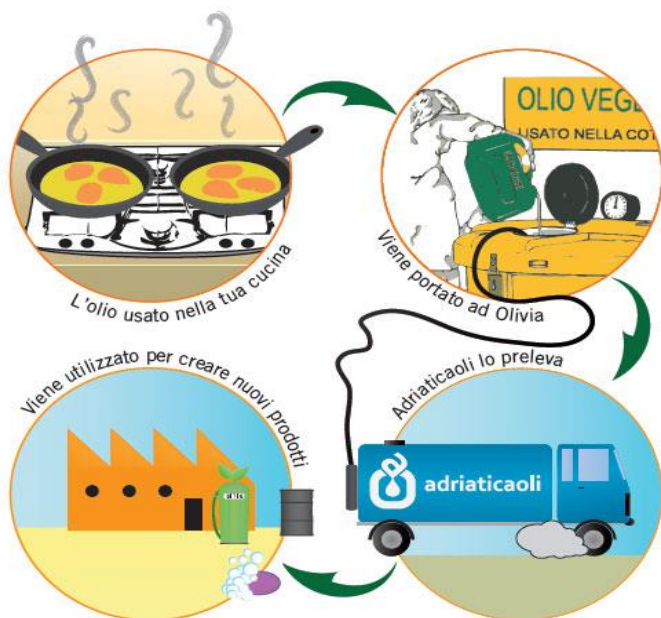 L'olio usato nella tua cucina
OLIO VEGE
USATO NELLA COT
Viene portato ad Olivia
Adriaticaoli lo preleva
adriaticaoli
Viene utilizzato per creare nuovi prodotti